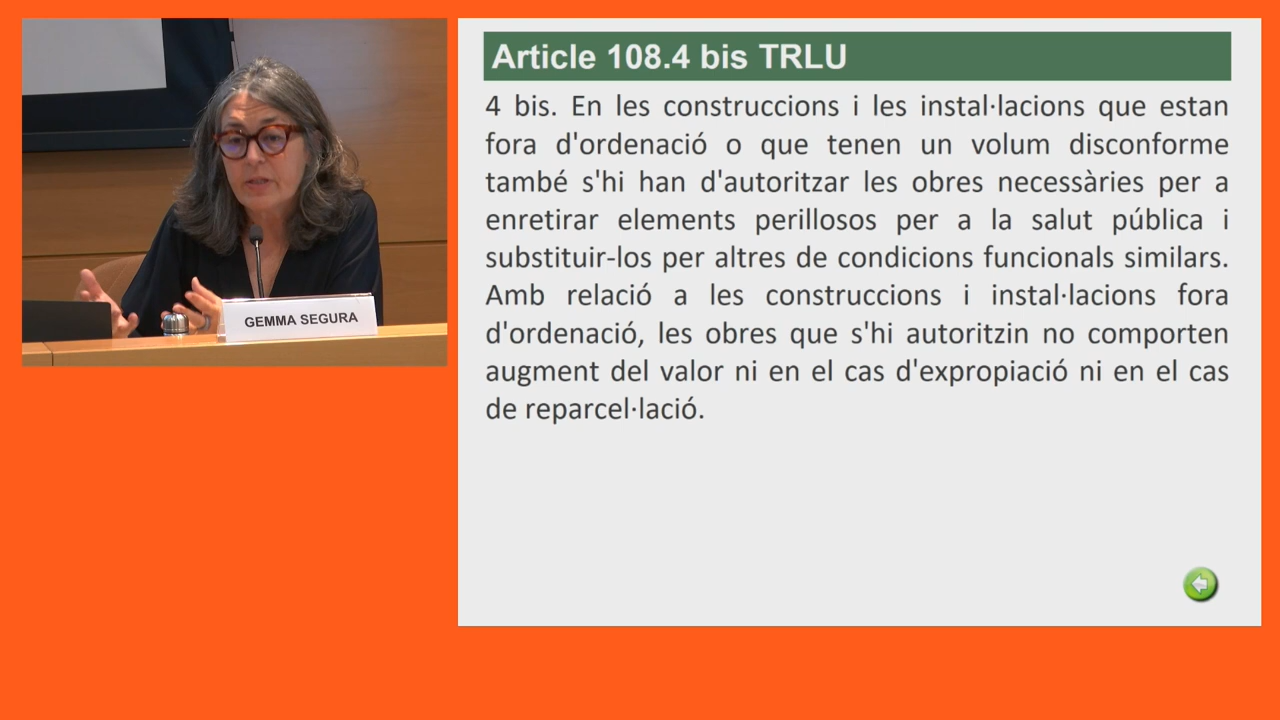 GEMMA SEGURA
Article 108.4 bis TRLU
4 bis. En les construccions i les instal·lacions que estan
fora d'ordenació o que tenen un volum disconforme
també s'hi han d'autoritzar les obres necessàries per a
enretirar elements perillosos per a la salut pública i
substituir-los per altres de condicions funcionals similars.
Amb relació a les construccions i instal·lacions fora
d'ordenació, les obres que s'hi autoritzin no comporten
augment del valor ni en el cas d'expropiació ni en el cas
de reparcel·lació.